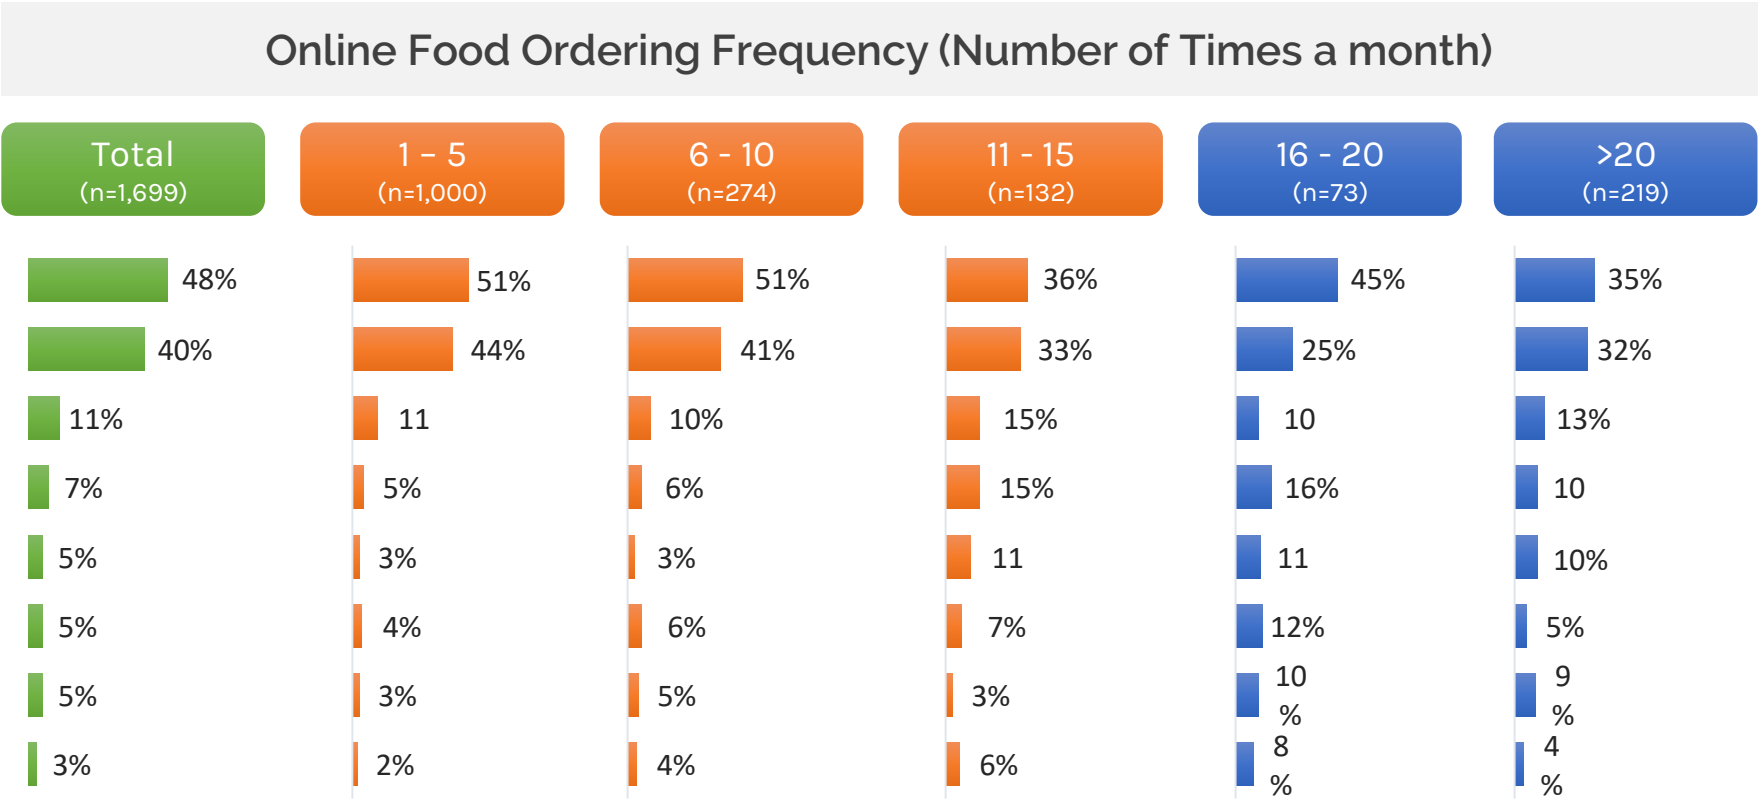 Online Food Ordering Frequency (Number of Times a month)
Total
(n=1,699)
1 – 5
(n=1,000)
6 - 10
(n=274)
11 - 15
(n=132)
16 - 20
(n=73)
>20
(n=219)
48% 51% 51% 36% 45% 35%
40% 44% 41% 33% 25% 32%
11% 11 10% 15% 10 13%
7% 5% 6% 15% 16% 10
5% 3% 3% 11 11 10%
5% 4% 6% 7% 12% 5%
5% 3% 5% 3% 10 9
% %
3% 2% 4% 6% 8 4
% %